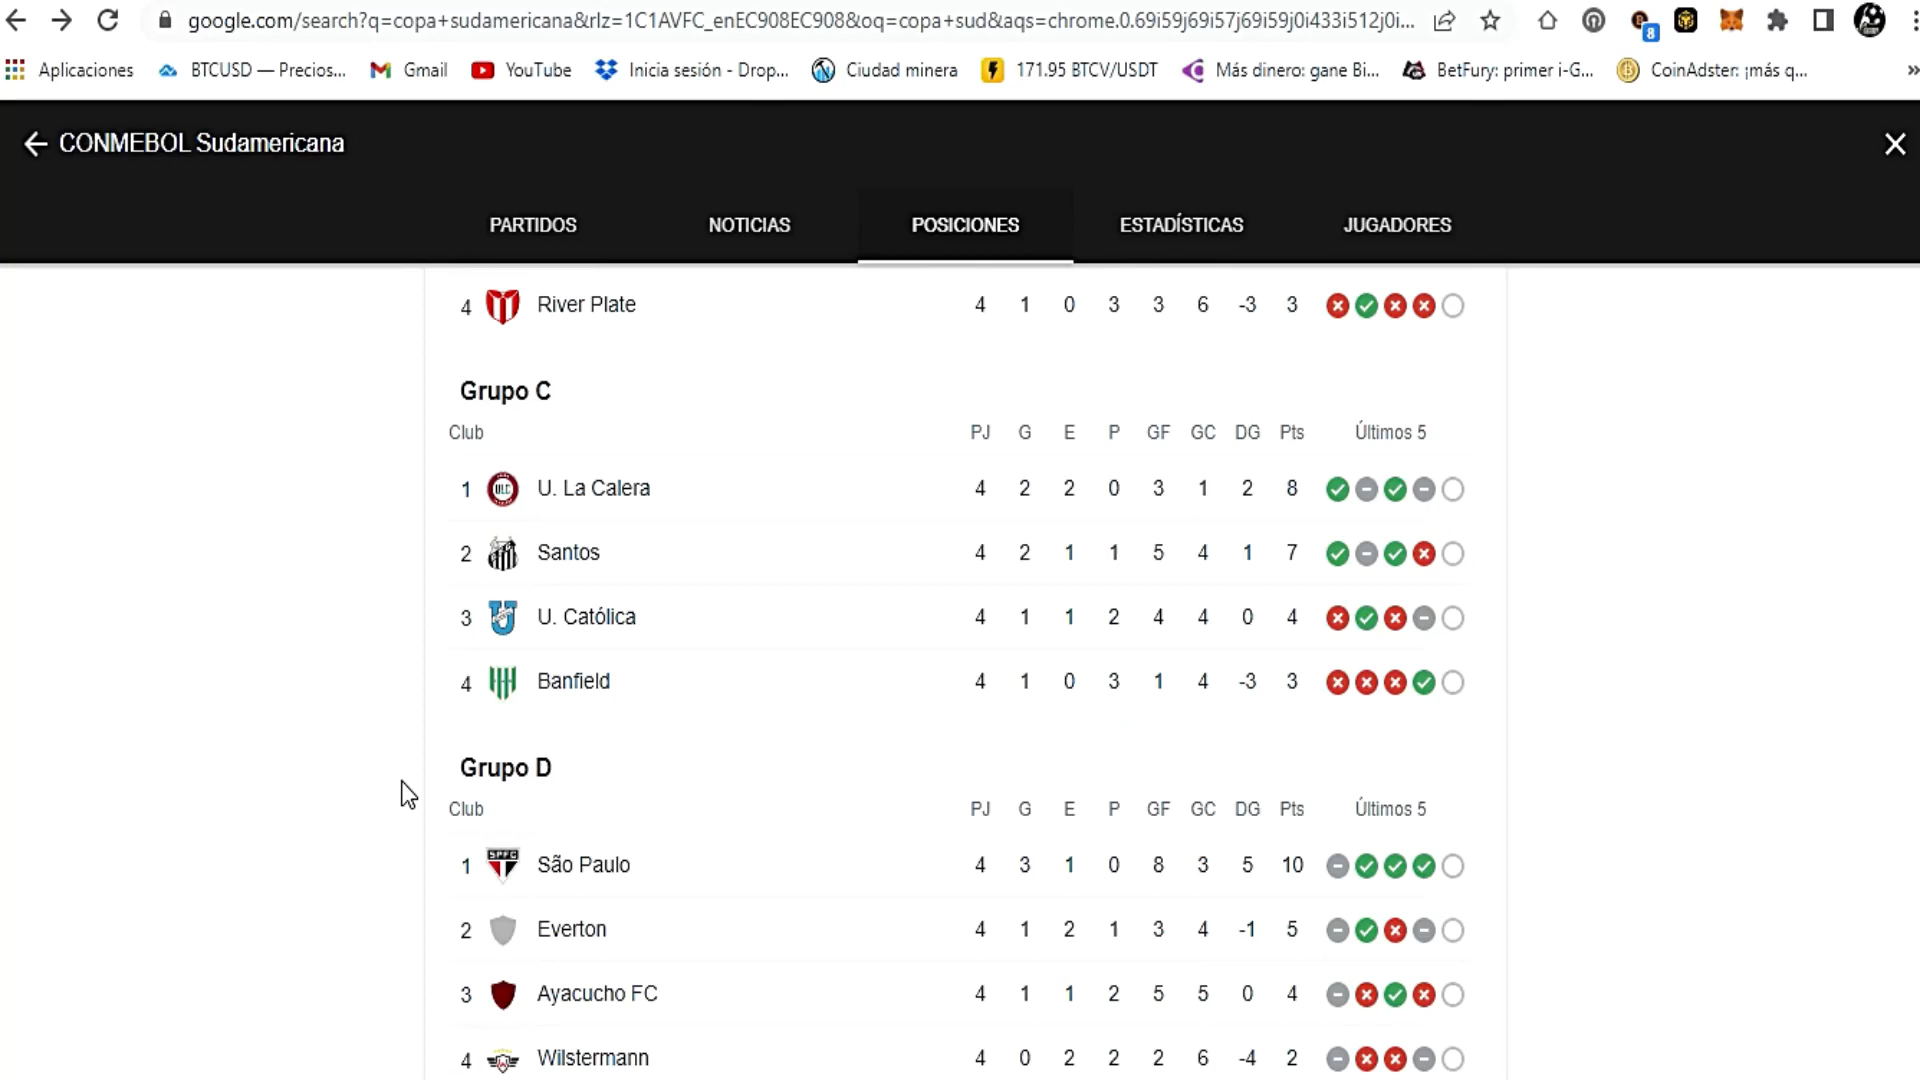 google.com/search?q=copa+sudamericana&rlz=1C1AVFC_enEC908EC908&oq=copa+sud&aqs=chrome.0.69i59j69i57j69i59j0i433i512j0i...
8
Aplicaciones BTCUSD — Precios... Gmail YouTube Inicia sesión - Drop... Ciudad minera 171.95 BTCV/USDT Más dinero: gane Bi... BetFury: primer i-G... CoinAdster: ¡más q... »
CONMEBOL Sudamericana
PARTIDOS NOTICIAS POSICIONES ESTADÍSTICAS JUGADORES
4 River Plate 4 1 0 3 3 6 -3 3
Grupo C
Club PJ G E P GF GC DG Pts Últimos 5
1 U. La Calera 4 2 2 0 3 1 2 8
2 Santos 4 2 1 1 5 4 1 7
3 U. Católica 4 1 1 2 4 4 0 4
4 Banfield 4 1 0 3 1 4 -3 3
Grupo D
Club PJ G E P GF GC DG Pts Últimos 5
1 SPFC São Paulo 4 3 1 0 8 3 5 10
2 Everton 4 1 2 1 3 4 -1 5
3 Ayacucho FC 4 1 1 2 5 5 0 4
4 Wilstermann 4 0 2 2 2 6 -4 2